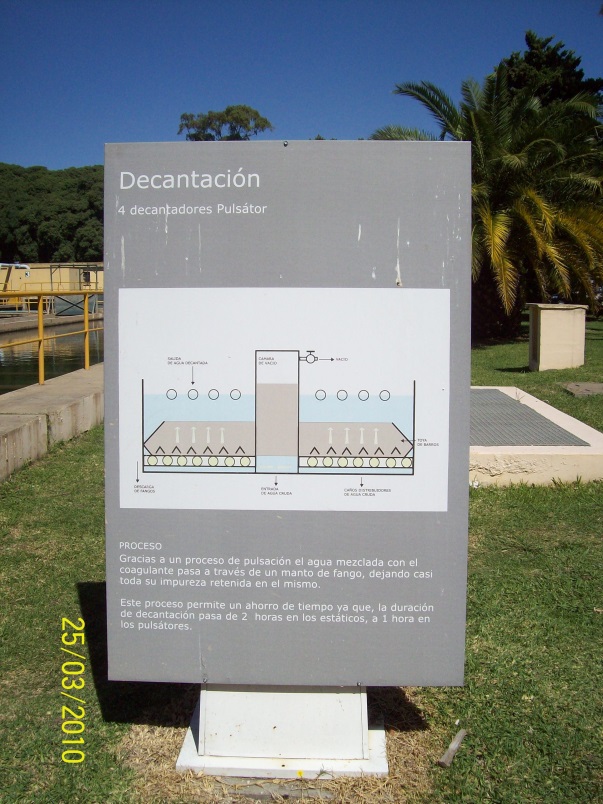 Decantación
4 decantadores Pulsátor
SALIDA
DE AGUA DECANTADA
CAMARA
DE VACIO
VACIO
TOVA
DE BARROS
DESCARGA
DE FANGOS
ENTRADA
DE AGUA CRUDA
CAÑOS DISTRIBUIDORES
DE AGUA CRUDA
PROCESO
Gracias a un proceso de pulsación el agua mezclada con el
coagulante pasa a través de un manto de fango, dejando casi
toda su impureza retenida en el mismo.
Este proceso permite un ahorro de tiempo ya que, la duración
de decantación pasa de 2 horas en los estáticos, a 1 hora en
los pulsátores.
25/03/2010